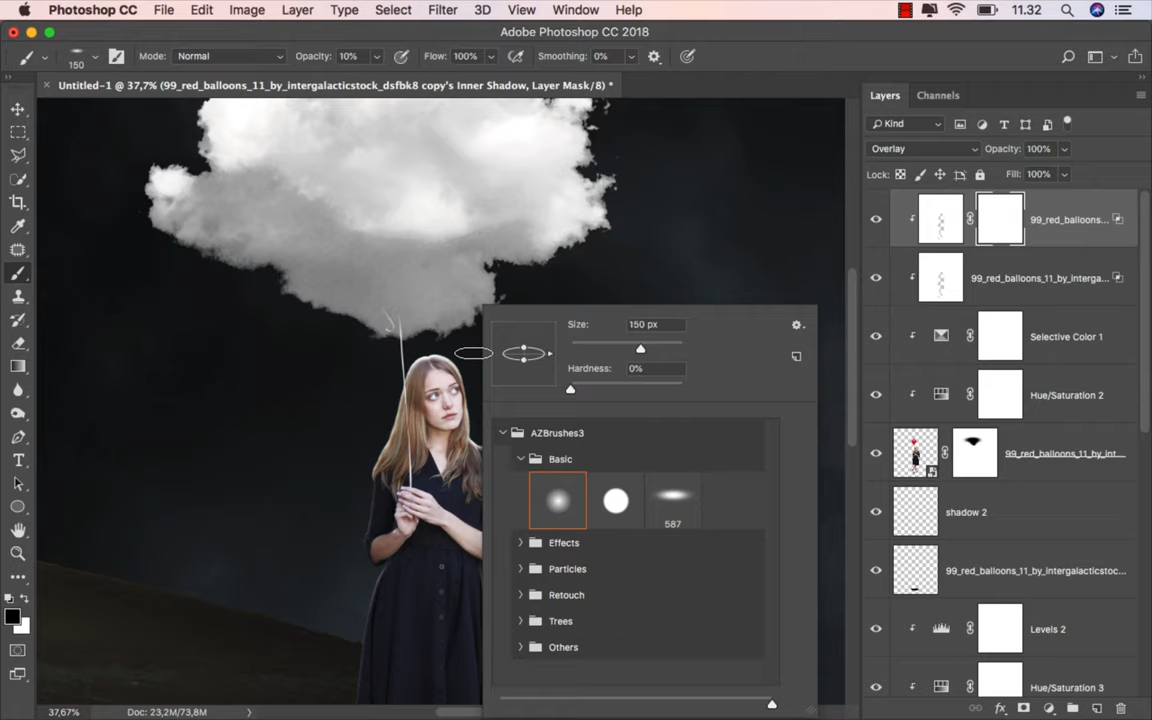 Photoshop CC File Edit Image Layer Type Select Filter 3D View Window Help 11.32
Adobe Photoshop CC 2018
150 Mode: Normal Opacity: 10% Flow: 100% Smoothing: 0%
Untitled-1 @ 37,7% (99_red_balloons_11_by_intergalacticstock_dsfbk8 copy's Inner Shadow, Layer Mask/8) *
Layers Channels
Kind
Overlay Opacity: 100%
Lock: Fill: 100%
99_red_balloons...
99_red_balloons_11_by_interga...
Selective Color 1
Hue/Saturation 2
99_red_balloons_11_by_int...
shadow 2
99_red_balloons_11_by_intergalacticstoc...
Levels 2
Hue/Saturation 3
Size: 150 px
Hardness: 0%
AZBrushes3
Basic
587
Effects
Particles
Retouch
Trees
Others
37,67% Doc: 23,2M/73,8M
fx